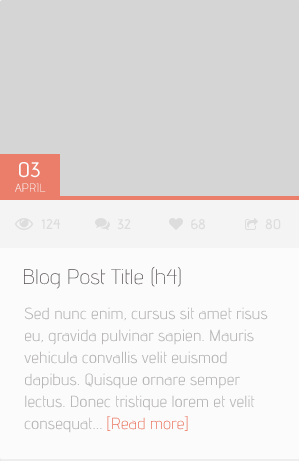 03
APRIL
124 32 68 80
Blog Post Title (h4)
Sed nunc enim, cursus sit amet risus
eu, gravida pulvinar sapien. Mauris
vehicula convallis velit euismod
dapibus. Quisque ornare semper
lectus. Donec tristique lorem et velit
consequat... [Read more]